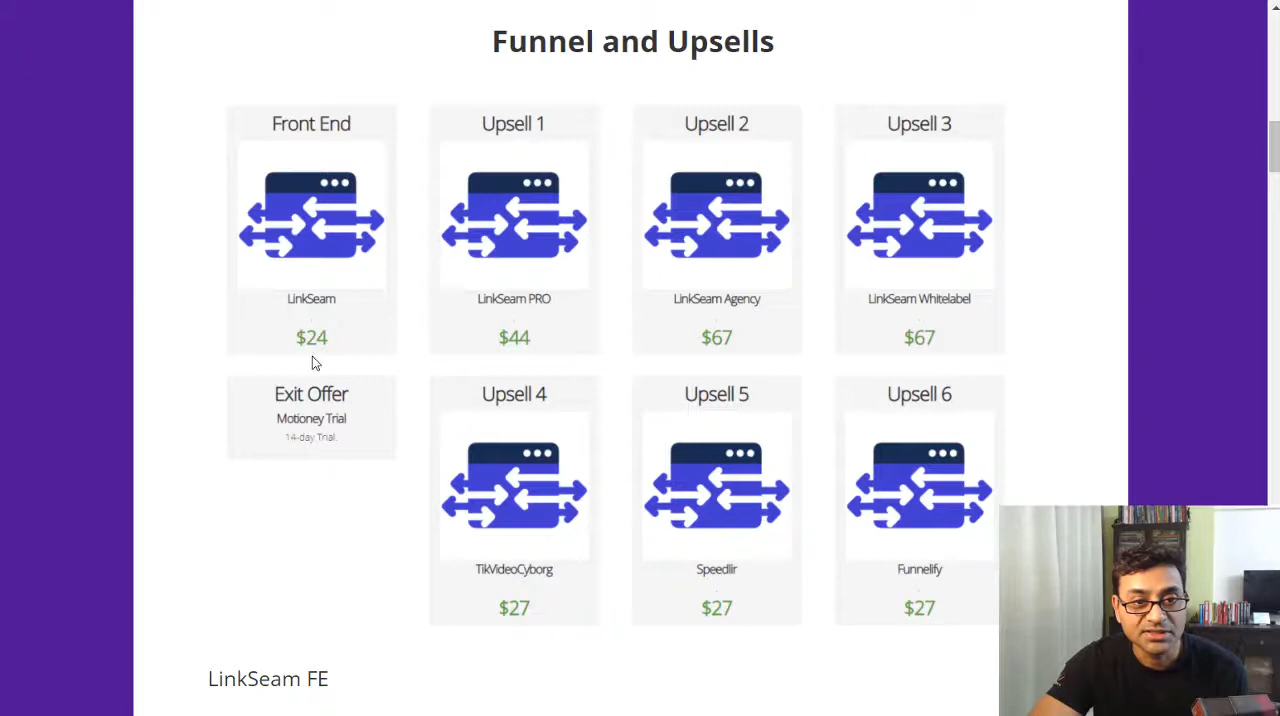 Funnel and Upsells
Front End
LinkSeam
$24
Upsell 1
LinkSeam PRO
$44
Upsell 2
LinkSeam Agency
$67
Upsell 3
LinkSeam Whitelabel
$67
Exit Offer
Motioney Trial
14-day Trial.
Upsell 4
TikVideoCyborg
$27
Upsell 5
Speedlir
$27
Upsell 6
Funnelify
$27
LinkSeam FE